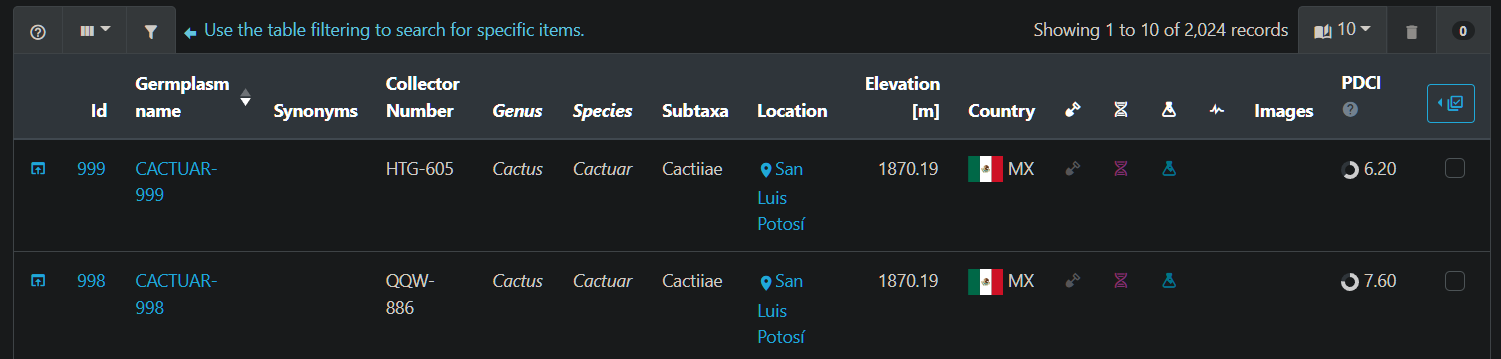 Use the table filtering to search for specific items. Showing 1 to 10 of 2,024 records 10 0
Id Germplasm name Synonyms Collector Number Genus Species Subtaxa Location Elevation [m] Country Images PDCI
999 CACTUAR- HTG-605 Cactus Cactuar Cactiiae San 1870.19 MX 6.20
999 Luis
Potosí
998 CACTUAR- QQW- Cactus Cactuar Cactiiae San 1870.19 MX 7.60
998 886 Luis
Potosí